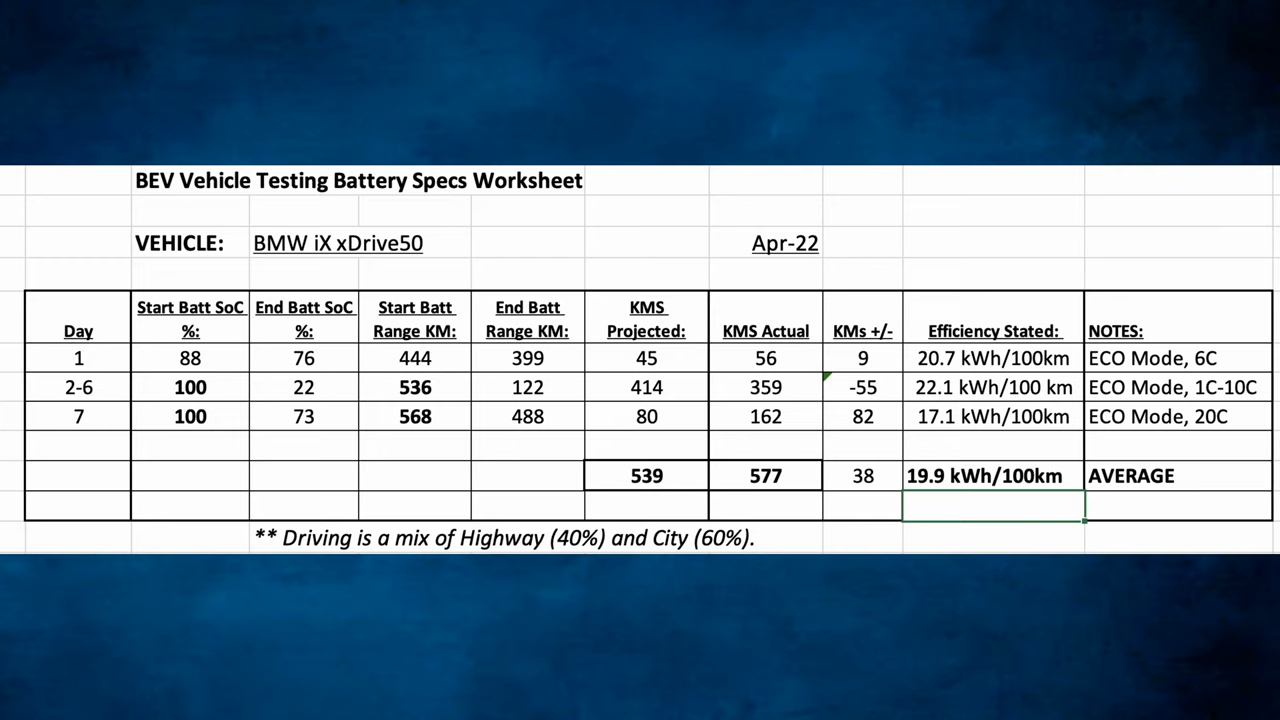 BEV Vehicle Testing Battery Specs Worksheet
VEHICLE: BMW iX xDrive50 Apr-22
Day Start Batt SoC %: End Batt SoC %: Start Batt Range KM: End Batt Range KM: KMS Projected: KMS Actual KMs +/- Efficiency Stated: NOTES:
1 88 76 444 399 45 56 9 20.7 kWh/100km ECO Mode, 6C
2-6 100 22 536 122 414 359 -55 22.1 kWh/100 km ECO Mode, 1C-10C
7 100 73 568 488 80 162 82 17.1 kWh/100km ECO Mode, 20C
539 577 38 19.9 kWh/100km AVERAGE
** Driving is a mix of Highway (40%) and City (60%).